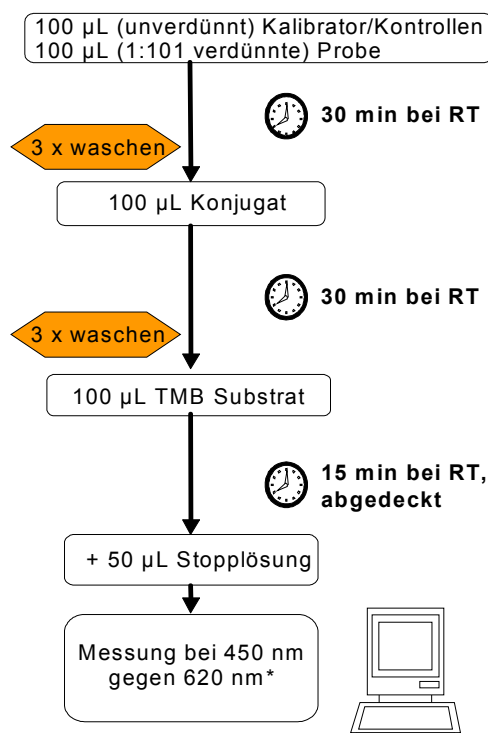 100 µL (unverdünnt) Kalibrator/Kontrollen
100 µL (1:101 verdünnte) Probe
30 min bei RT
3 x waschen
100 µL Konjugat
30 min bei RT
3 x waschen
100 µL TMB Substrat
15 min bei RT,
abgedeckt
+ 50 µL Stopplösung
Messung bei 450 nm
gegen 620 nm*